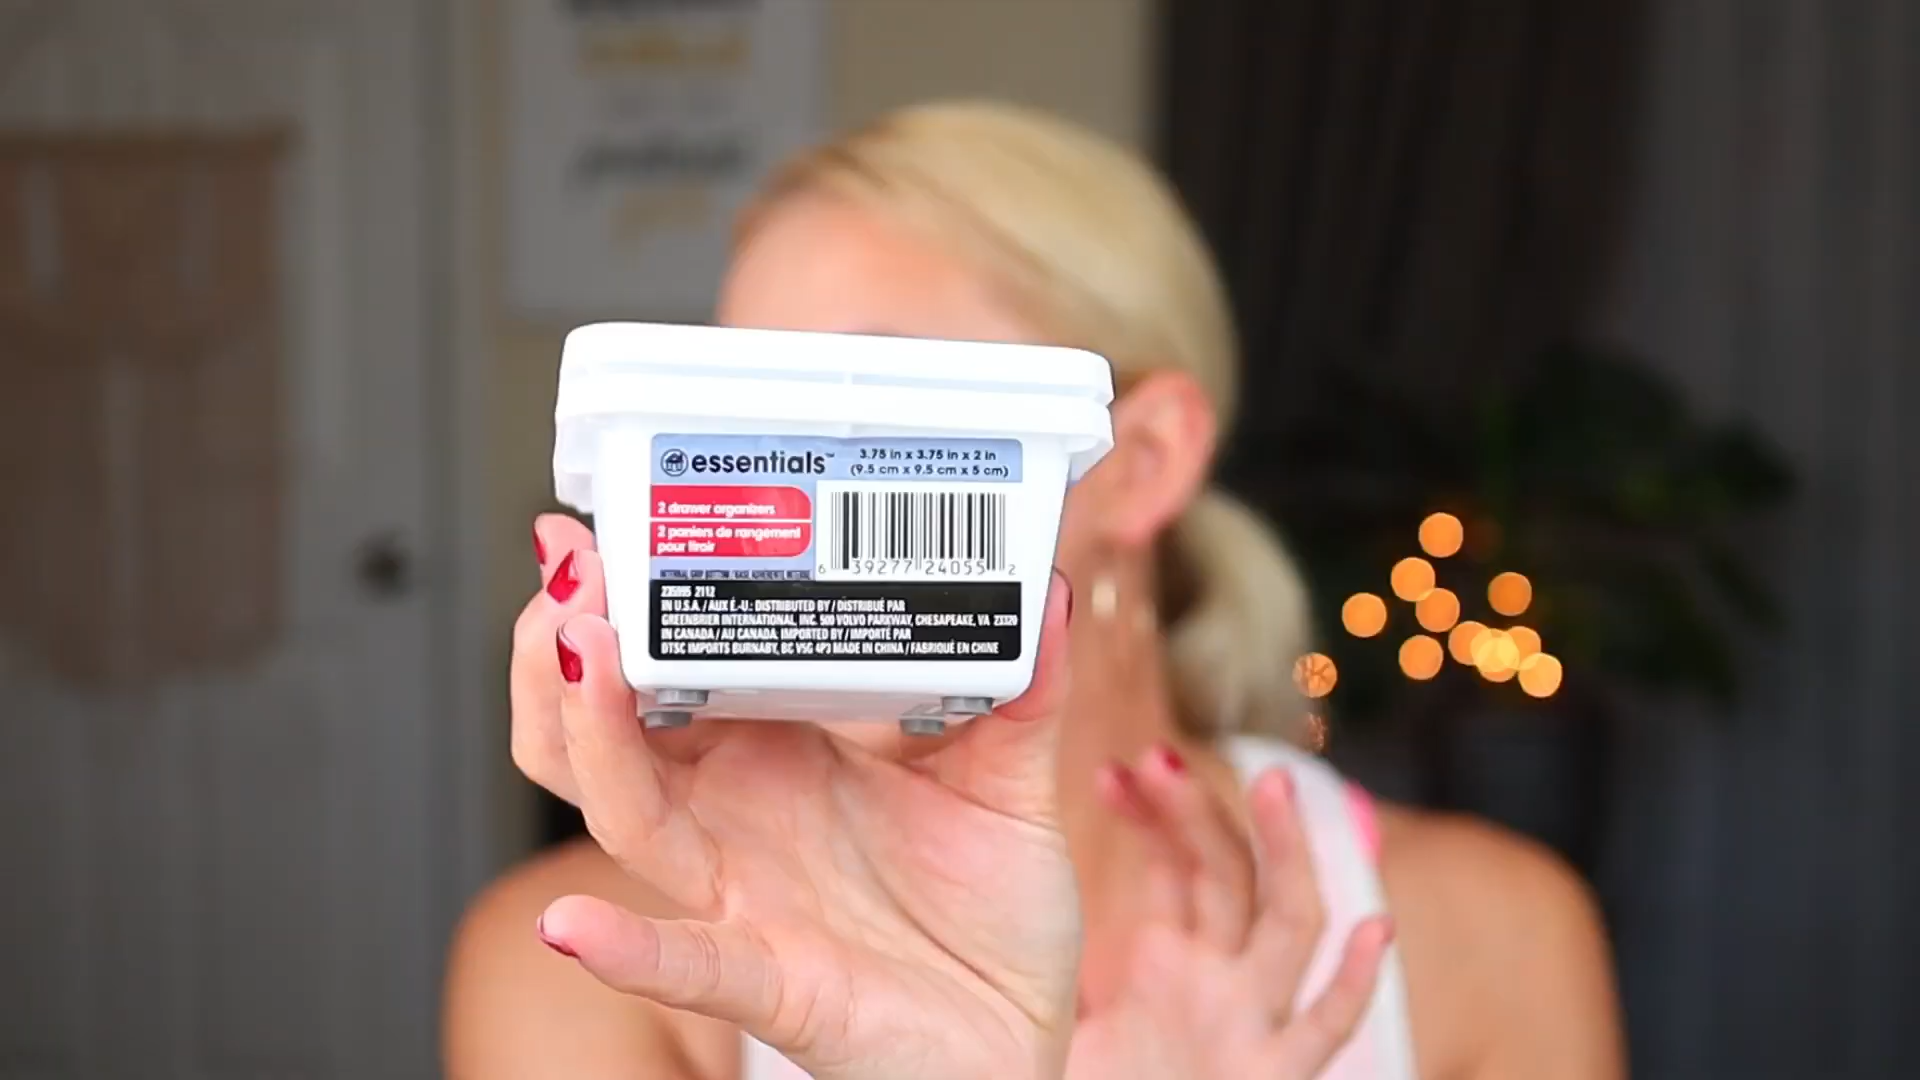 essentials™
3.75 in x 3.75 in x 2 in
(9.5 cm x 9.5 cm x 5 cm)
2 drawer organizers
2 paniers de rangement
pour tiroir
6 39277 24055 2
235995 2112
IN U.S.A. / AUX É.-U.: DISTRIBUTED BY / DISTRIBUÉ PAR
GREENBRIER INTERNATIONAL, INC. 500 VOLVO PARKWAY, CHESAPEAKE, VA 23320
IN CANADA / AU CANADA: IMPORTED BY / IMPORTÉ PAR
DTSC IMPORTS BURNABY, BC V5G 4P3 MADE IN CHINA / FABRIQUÉ EN CHINE